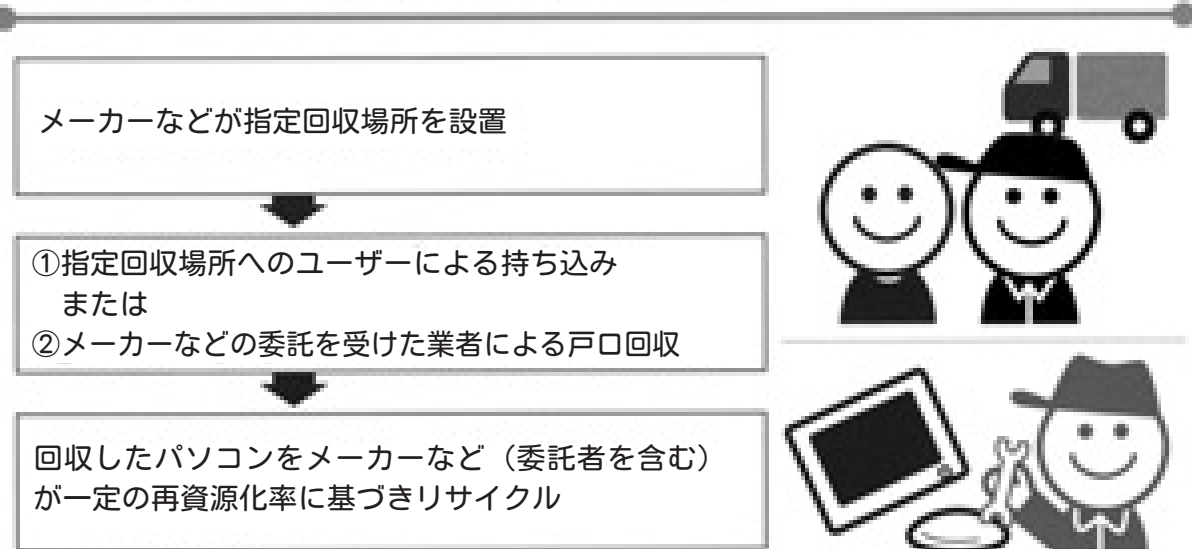 メーカーなどが指定回収場所を設置
①指定回収場所へのユーザーによる持ち込み
または
②メーカーなどの委託を受けた業者による戸口回収
回収したパソコンをメーカーなど（委託者を含む）
が一定の再資源化率に基づきリサイクル